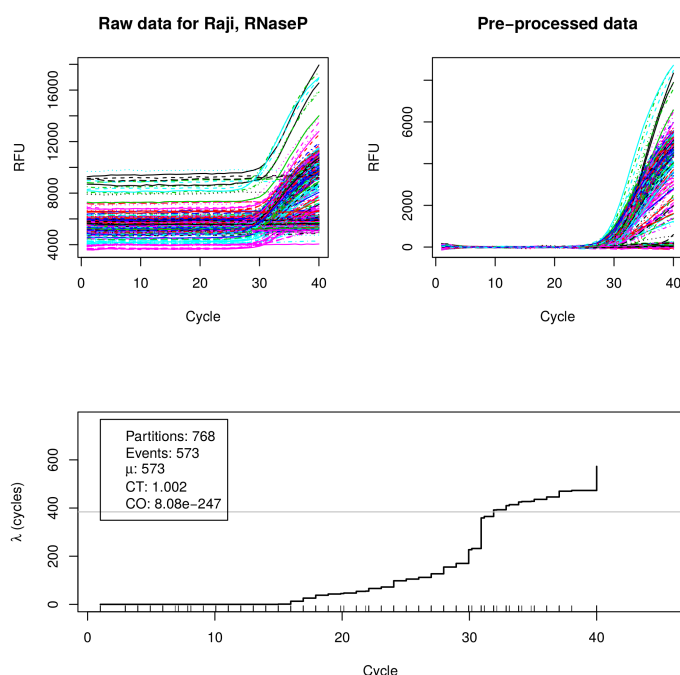 Raw data for Raji, RNaseP
Pre−processed data
RFU
16000
12000
8000
4000
0 10 20 30 40
Cycle
RFU
6000
2000
0
0 10 20 30 40
Cycle
λ (cycles)
600
400
200
0
Partitions: 768
Events: 573
μ: 573
CT: 1.002
CO: 8.08e−247
0 10 20 30 40
Cycle